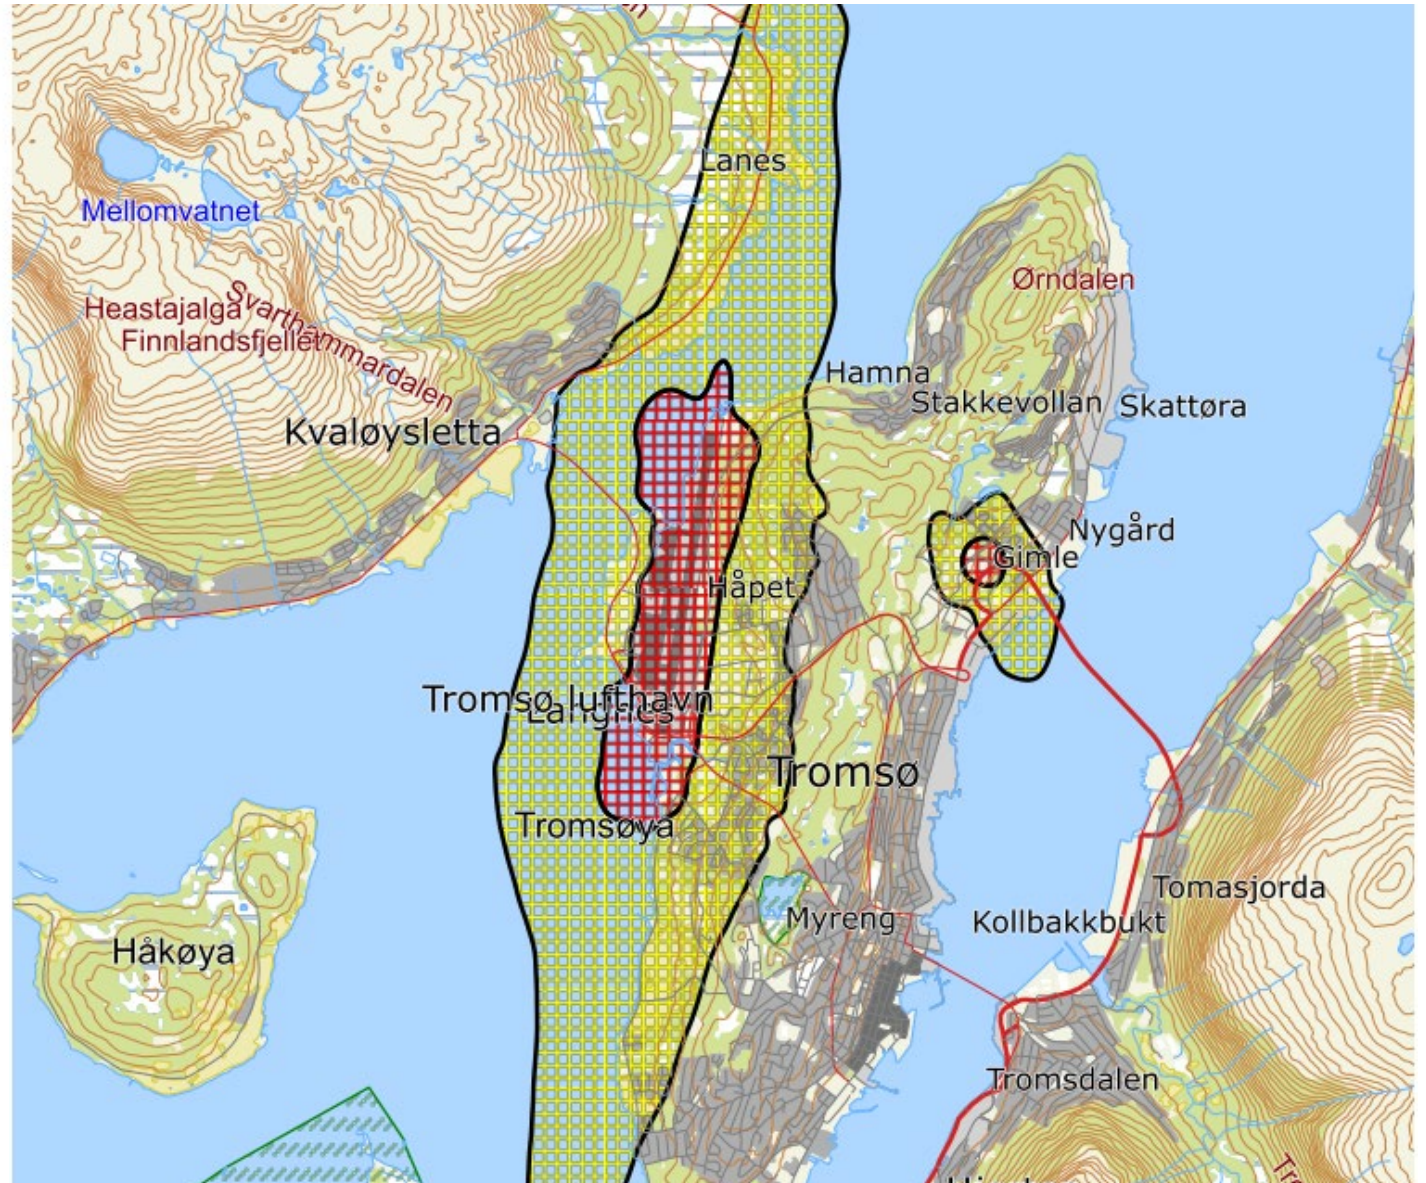 Lanes
Mellomvatnet
Ørndalen
Heastajalga
Svarthammardalen
Finnlandsfjellet
Hamna
Stakkevollan
Skattøra
Kvaløysletta
Nygård
Gimle
Håpet
Tromsø lufthavn
Langnes
Tromsø
Tromsøya
Tomasjorda
Myreng
Kollbakkbukt
Håkøya
Tromsdalen